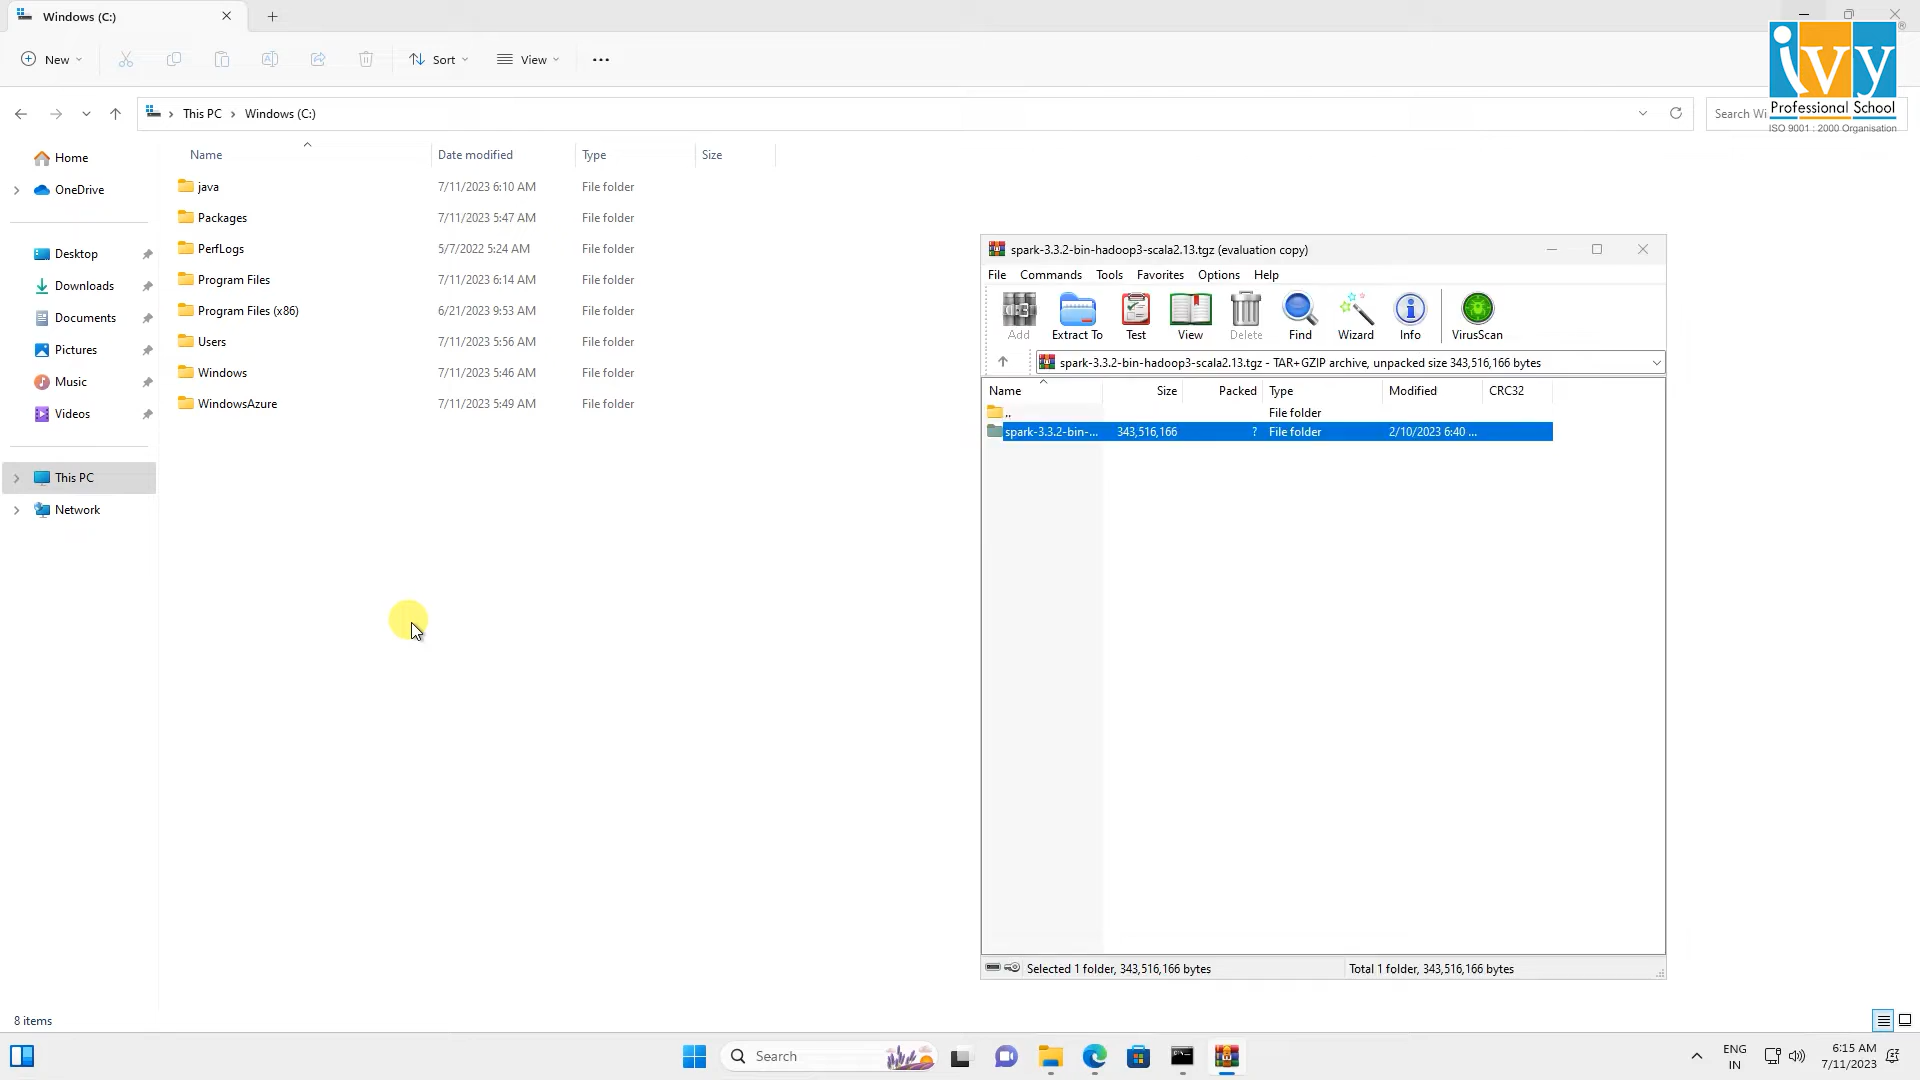 Windows (C:)
New
Sort
View
This PC
Windows (C:)
Search Wi
ivy
Professional School
ISO 9001 : 2000 Organisation
®
Home
OneDrive
Desktop
Downloads
Documents
Pictures
Music
Videos
This PC
Network
Name Date modified Type Size
java 7/11/2023 6:10 AM File folder
Packages 7/11/2023 5:47 AM File folder
PerfLogs 5/7/2022 5:24 AM File folder
Program Files 7/11/2023 6:14 AM File folder
Program Files (x86) 6/21/2023 9:53 AM File folder
Users 7/11/2023 5:56 AM File folder
Windows 7/11/2023 5:46 AM File folder
WindowsAzure 7/11/2023 5:49 AM File folder
spark-3.3.2-bin-hadoop3-scala2.13.tgz (evaluation copy)
File Commands Tools Favorites Options Help
Add Extract To Test View Delete Find Wizard Info VirusScan
spark-3.3.2-bin-hadoop3-scala2.13.tgz - TAR+GZIP archive, unpacked size 343,516,166 bytes
Name Size Packed Type Modified CRC32
.. File folder
spark-3.3.2-bin-... 343,516,166 ? File folder 2/10/2023 6:40 ...
Selected 1 folder, 343,516,166 bytes
Total 1 folder, 343,516,166 bytes
8 items
Search
ENG
IN
6:15 AM
7/11/2023